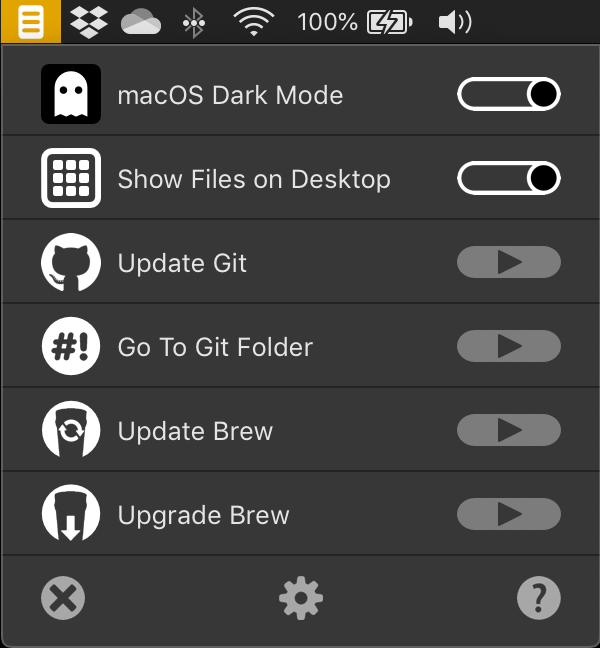 100%
macOS Dark Mode
Show Files on Desktop
Update Git
#! Go To Git Folder
Update Brew
Upgrade Brew
?